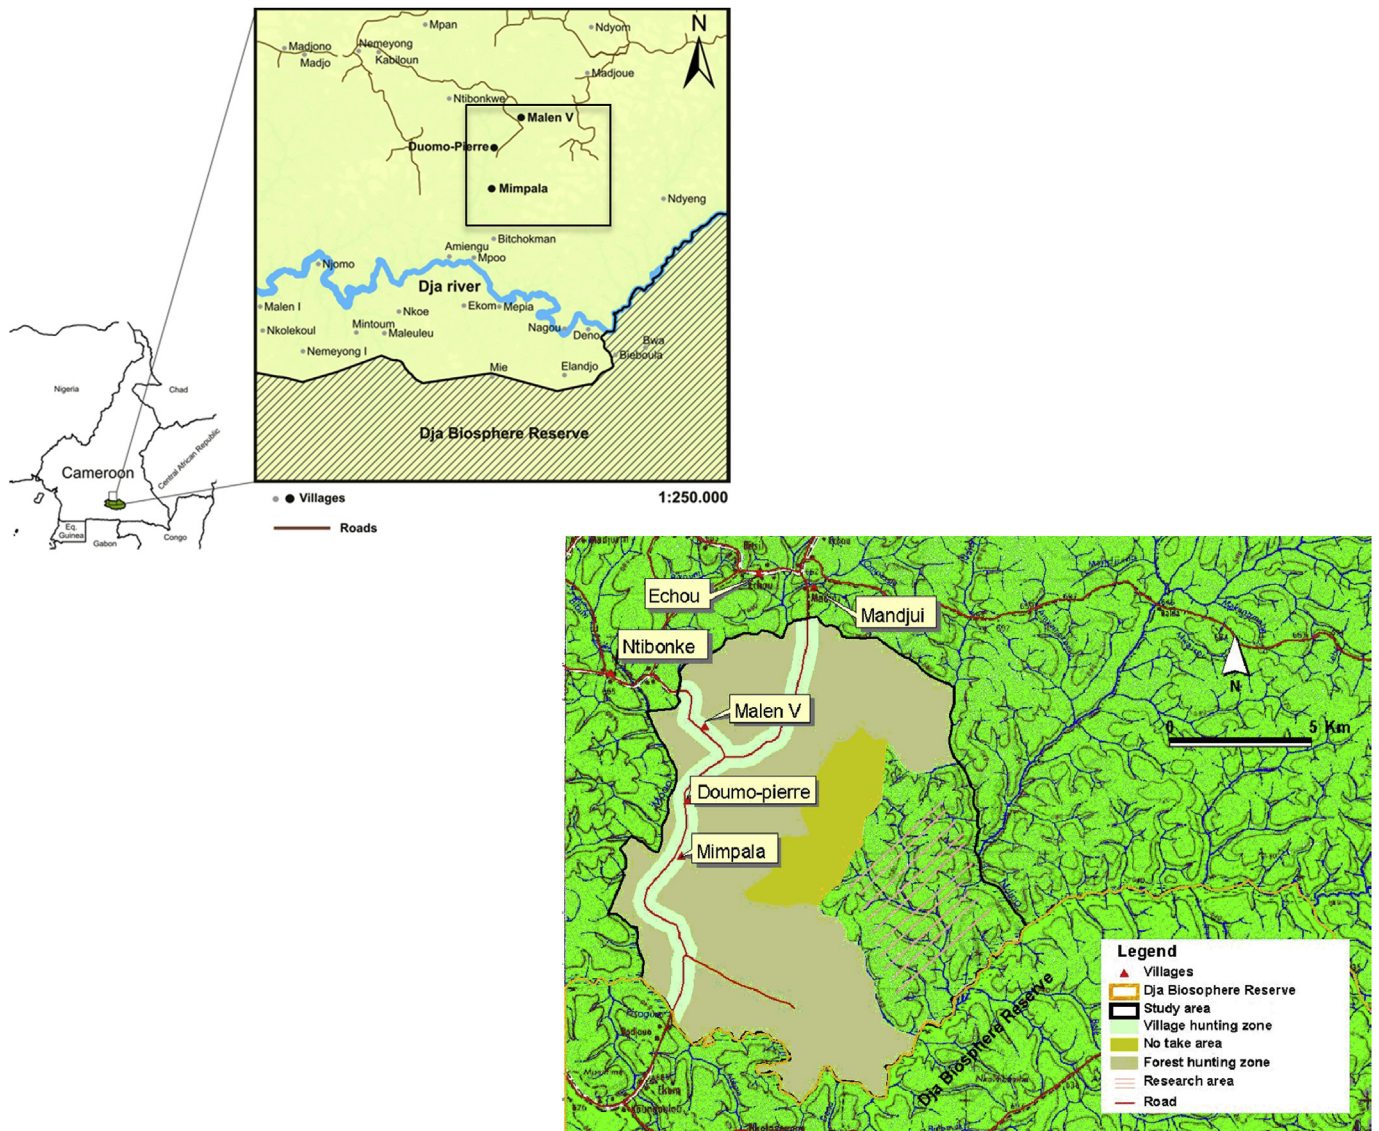 N
Mpan
Ndyom
Madjono
Nemeyong
Madjo
Kabiloun
Madjoue
Ntibonkwe
Malen V
Duomo-Pierre
Mimpala
Ndyeng
Bitchokman
Amiengu
Mpoo
Njomo
Dja river
Malen I
Nkoe
Ekom
Mepia
Nkolekoul
Mintoum
Maleuleu
Nagou
Deno
Bwa
Nemeyong I
Bieboula
Mie
Elandjo
Dja Biosphere Reserve
Villages
1:250.000
Roads
Nigeria
Chad
Central African Republic
Cameroon
Eq.
Guinea
Gabon
Congo
Echou
Echou
Echou
Mandjui
Ntibonke
N
Malen V
0 5 Km
Doumo-pierre
Mimpala
Dja Biosphere Reserve
Legend
Villages
Dja Biosophere Reserve
Study area
Village hunting zone
No take area
Forest hunting zone
Research area
Road